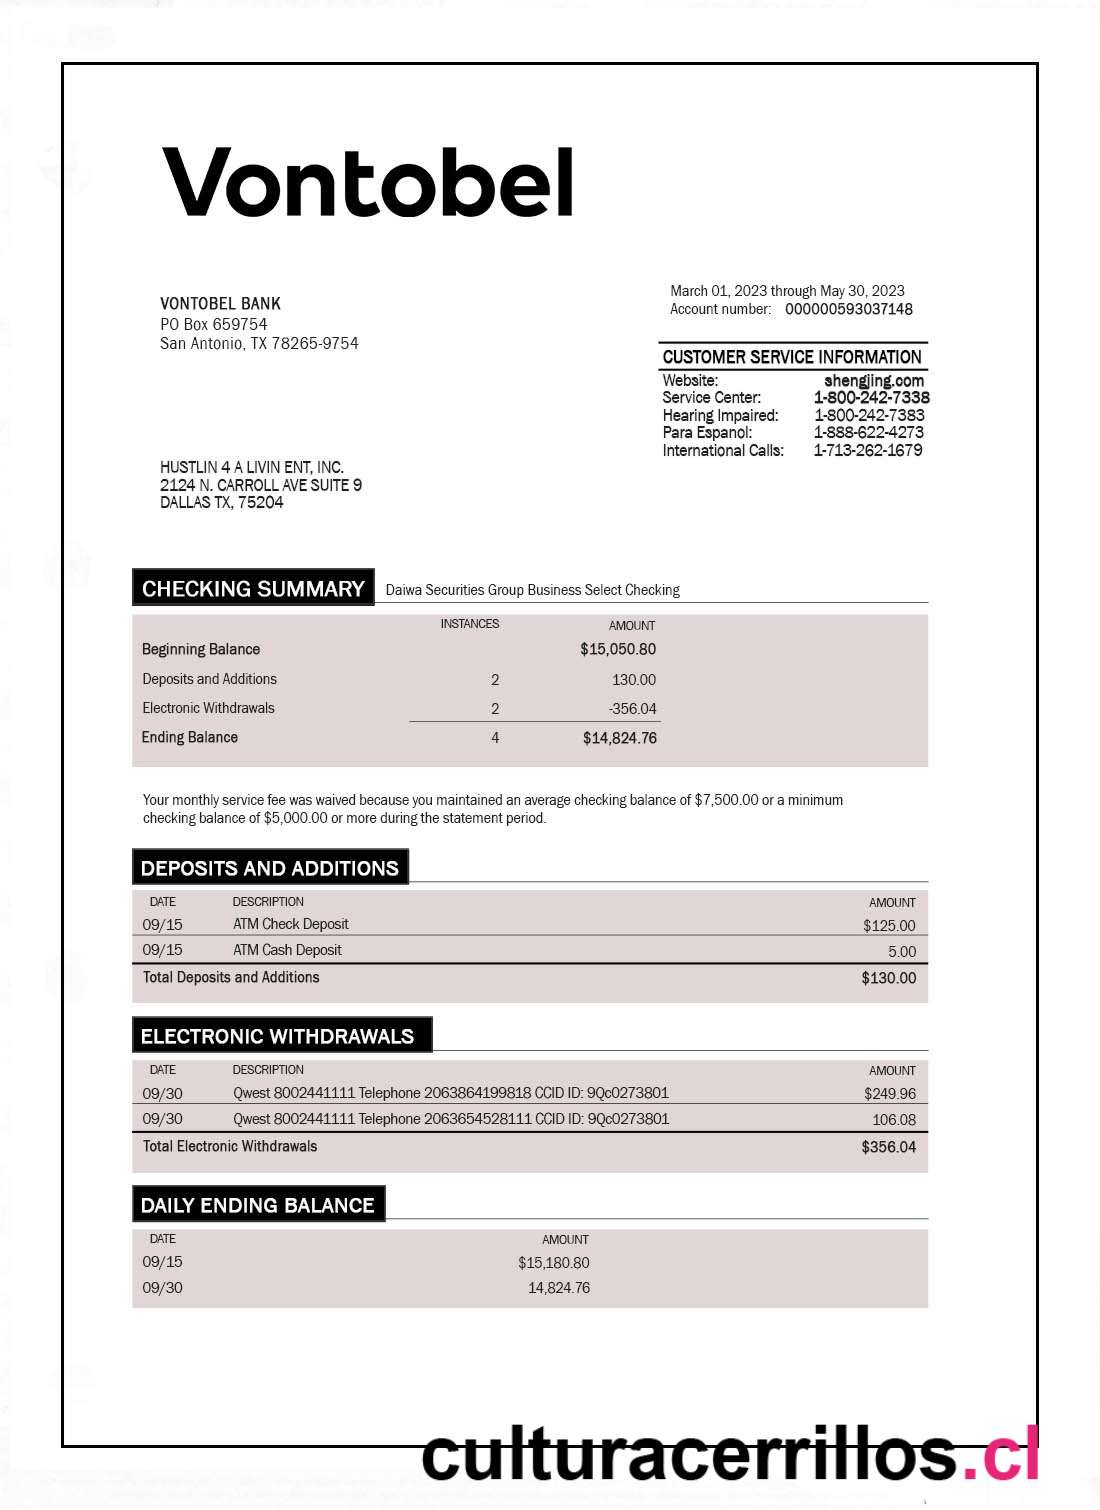 Vontobel
March 01, 2023 through May 30, 2023
Account number: 000000593037148
VONTOBEL BANK
PO Box 659754
San Antonio, TX 78265-9754
CUSTOMER SERVICE INFORMATION
Website: shengjing.com
Service Center: 1-800-242-7338
Hearing Impaired: 1-800-242-7383
Para Espanol: 1-888-622-4273
International Calls: 1-713-262-1679
HUSTLIN 4 A LIVIN ENT, INC.
2124 N. CARROLL AVE SUITE 9
DALLAS TX, 75204
CHECKING SUMMARY Daiwa Securities Group Business Select Checking
INSTANCES AMOUNT
Beginning Balance $15,050.80
Deposits and Additions 2 130.00
Electronic Withdrawals 2 -356.04
Ending Balance 4 $14,824.76
Your monthly service fee was waived because you maintained an average checking balance of $7,500.00 or a minimum
checking balance of $5,000.00 or more during the statement period.
DEPOSITS AND ADDITIONS
DATE DESCRIPTION AMOUNT
09/15 ATM Check Deposit $125.00
09/15 ATM Cash Deposit 5.00
Total Deposits and Additions $130.00
ELECTRONIC WITHDRAWALS
DATE DESCRIPTION AMOUNT
09/30 Qwest 8002441111 Telephone 2063864199818 CCID ID: 9Qc0273801 $249.96
09/30 Qwest 8002441111 Telephone 2063654528111 CCID ID: 9Qc0273801 106.08
Total Electronic Withdrawals $356.04
DAILY ENDING BALANCE
DATE AMOUNT
09/15 $15,180.80
09/30 14,824.76
culturacerrillos.cl